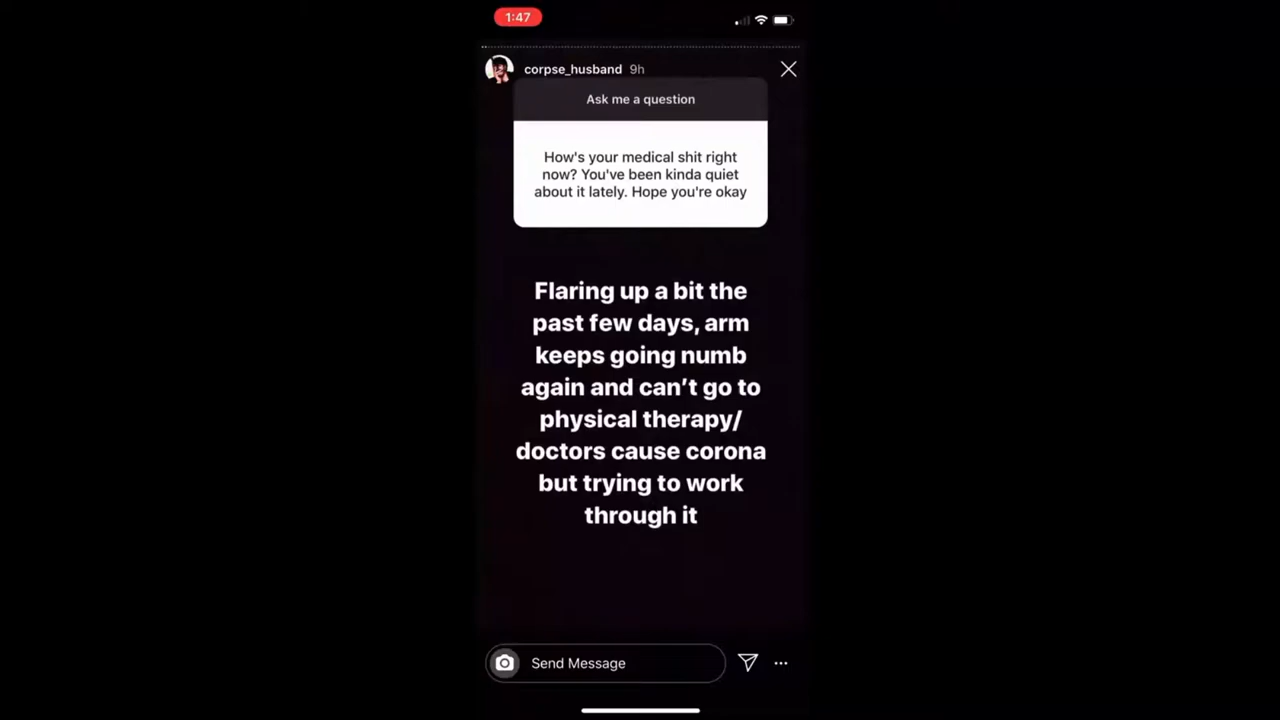 1:47
corpse_husband 9h
Ask me a question
How's your medical shit right
now? You've been kinda quiet
about it lately. Hope you're okay
Flaring up a bit the
past few days, arm
keeps going numb
again and can’t go to
physical therapy/
doctors cause corona
but trying to work
through it
Send Message